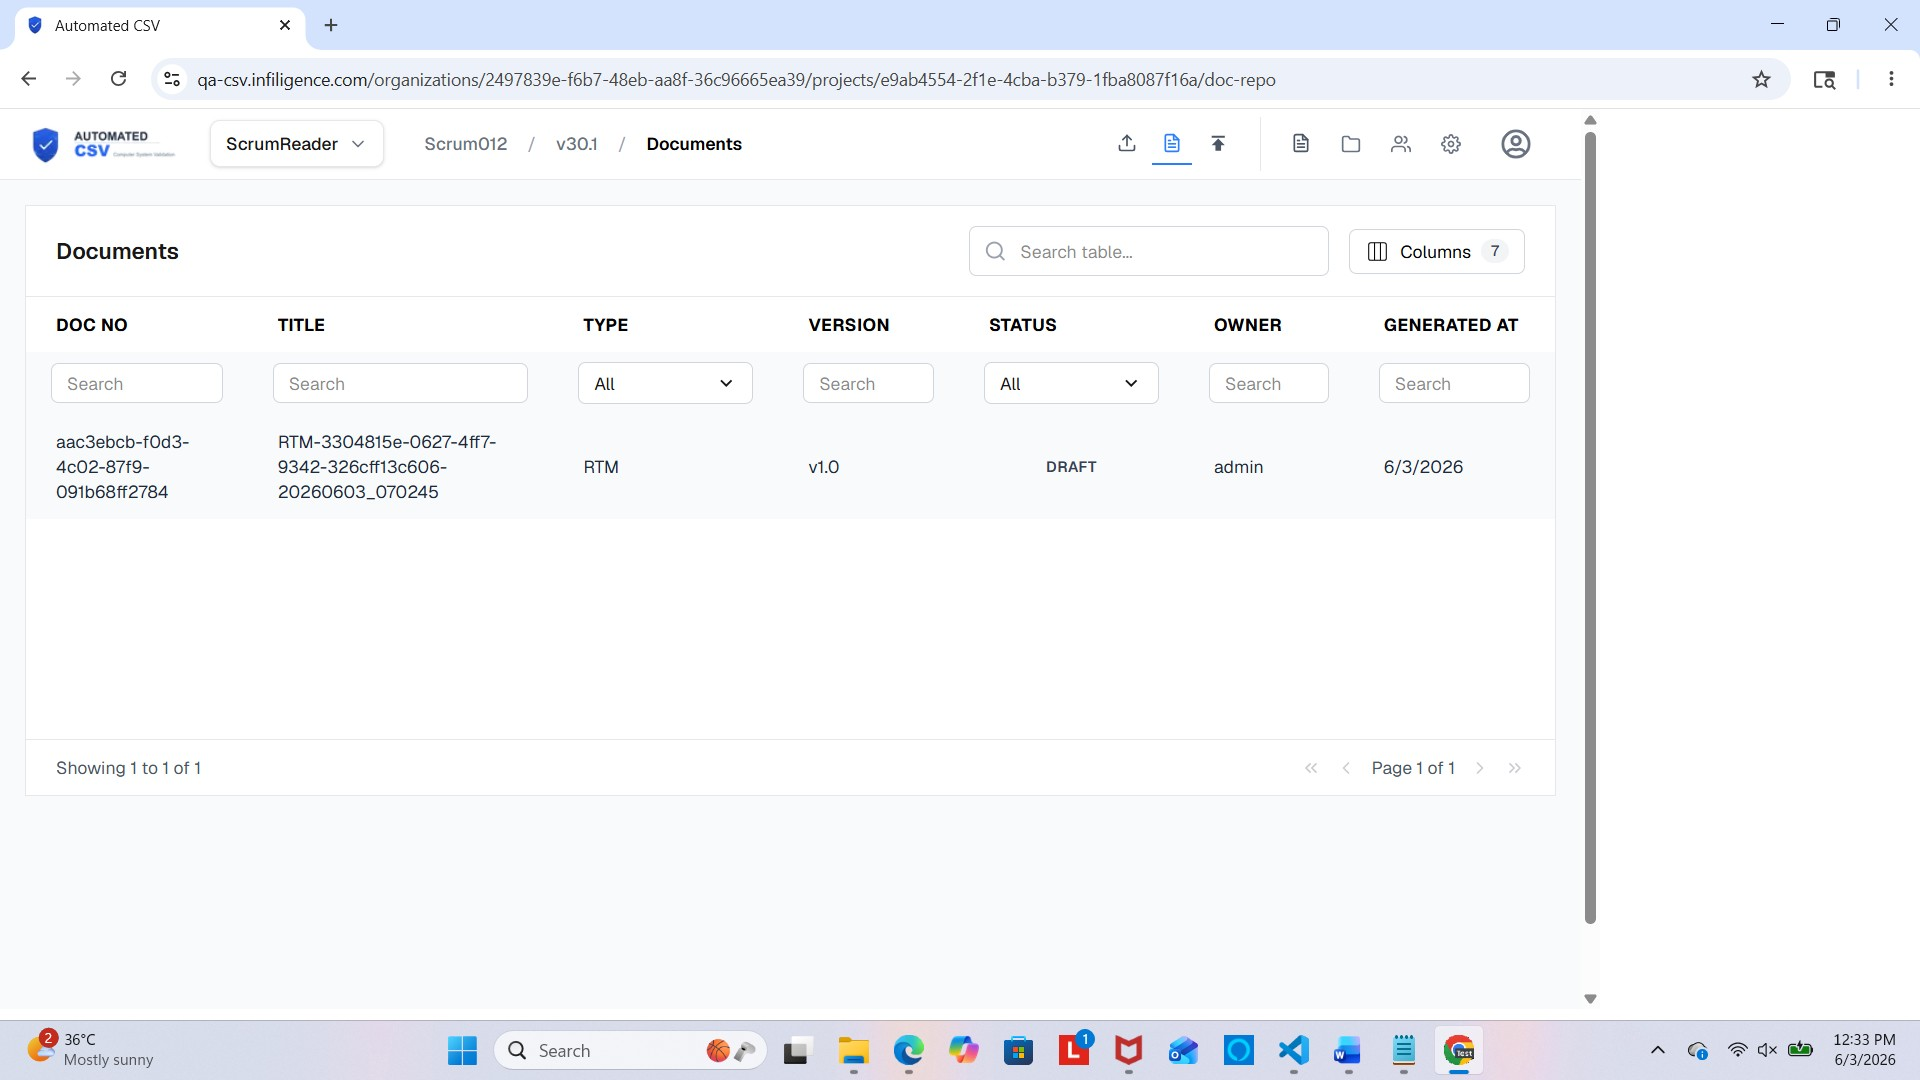 Automated CSV
qa-csv.infiligence.com/organizations/2497839e-f6b7-48eb-aa8f-36c96665ea39/projects/e9ab4554-2f1e-4cba-b379-1fba8087f16a/doc-repo
AUTOMATED
CSV Computer System Validation
ScrumReader
Scrum012 / v30.1 / Documents
Documents
Search table...
Columns 7
DOC NO TITLE TYPE VERSION STATUS OWNER GENERATED AT
Search Search All Search All Search Search
aac3ebcb-f0d3-
4c02-87f9-
091b68ff2784
RTM-3304815e-0627-4ff7-
9342-326cff13c606-
20260603_070245
RTM v1.0 DRAFT admin 6/3/2026
Showing 1 to 1 of 1
Page 1 of 1
2
36°C
Mostly sunny
Search
L 1
W
Test
12:33 PM
6/3/2026